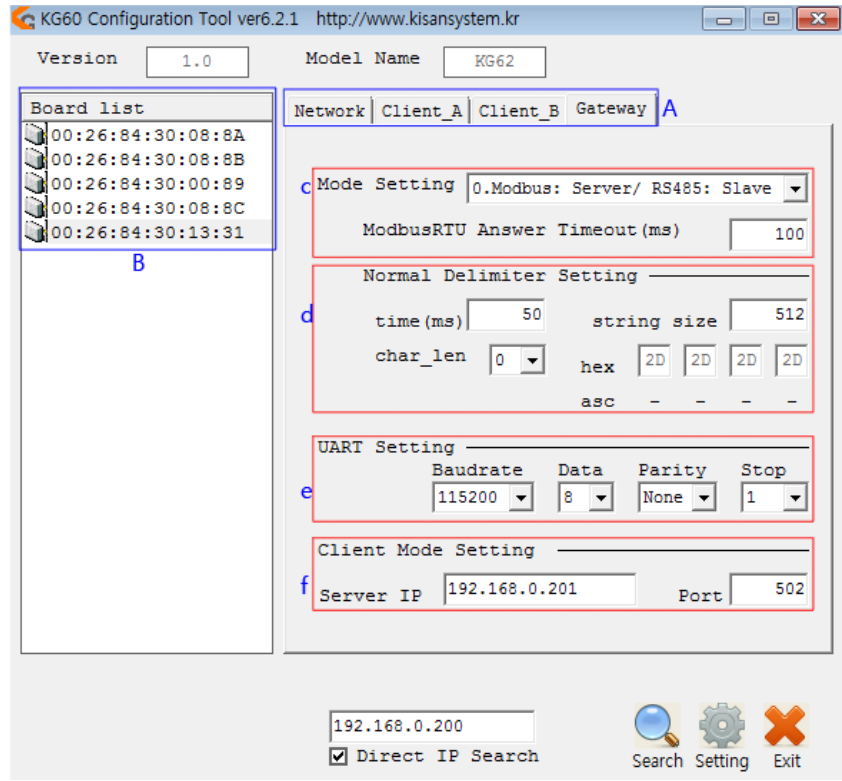 KG60 Configuration Tool ver6.2.1 http://www.kisansystem.kr
Version 1.0 Model Name KG62
Board list
00:26:84:30:08:8A
00:26:84:30:08:8B
00:26:84:30:00:89
00:26:84:30:08:8C
00:26:84:30:13:31
B
Network Client_A Client_B Gateway A
c Mode Setting 0.Modbus: Server/ RS485: Slave
ModbusRTU Answer Timeout(ms) 100
Normal Delimiter Setting
d time(ms) 50 string size 512
char_len 0 hex 2D 2D 2D 2D
asc - - - -
UART Setting
Baudrate Data Parity Stop
e 115200 8 None 1
Client Mode Setting
f Server IP 192.168.0.201 Port 502
192.168.0.200
Direct IP Search
Search Setting Exit